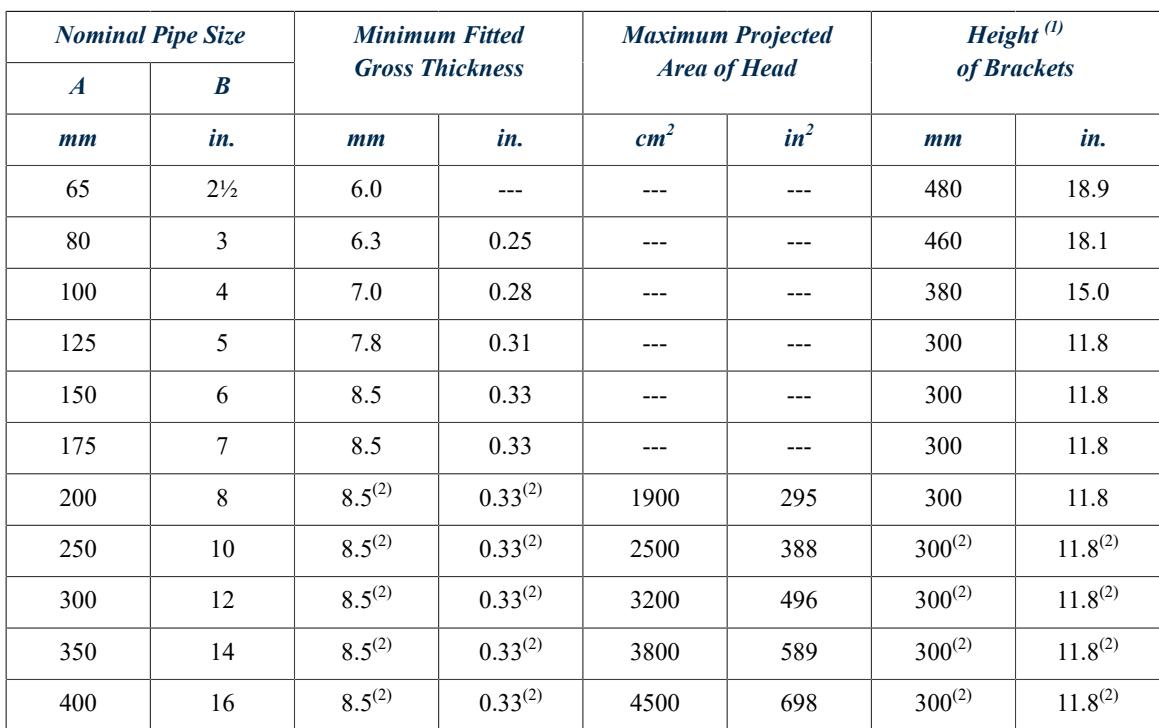 Nominal Pipe Size Minimum Fitted Gross Thickness Maximum Projected Area of Head Height (1) of Brackets
A B
mm in. mm in. cm² in² mm in.
65 2½ 6.0 --- --- --- 480 18.9
80 3 6.3 0.25 --- --- 460 18.1
100 4 7.0 0.28 --- --- 380 15.0
125 5 7.8 0.31 --- --- 300 11.8
150 6 8.5 0.33 --- --- 300 11.8
175 7 8.5 0.33 --- --- 300 11.8
200 8 8.5(2) 0.33(2) 1900 295 300 11.8
250 10 8.5(2) 0.33(2) 2500 388 300(2) 11.8(2)
300 12 8.5(2) 0.33(2) 3200 496 300(2) 11.8(2)
350 14 8.5(2) 0.33(2) 3800 589 300(2) 11.8(2)
400 16 8.5(2) 0.33(2) 4500 698 300(2) 11.8(2)